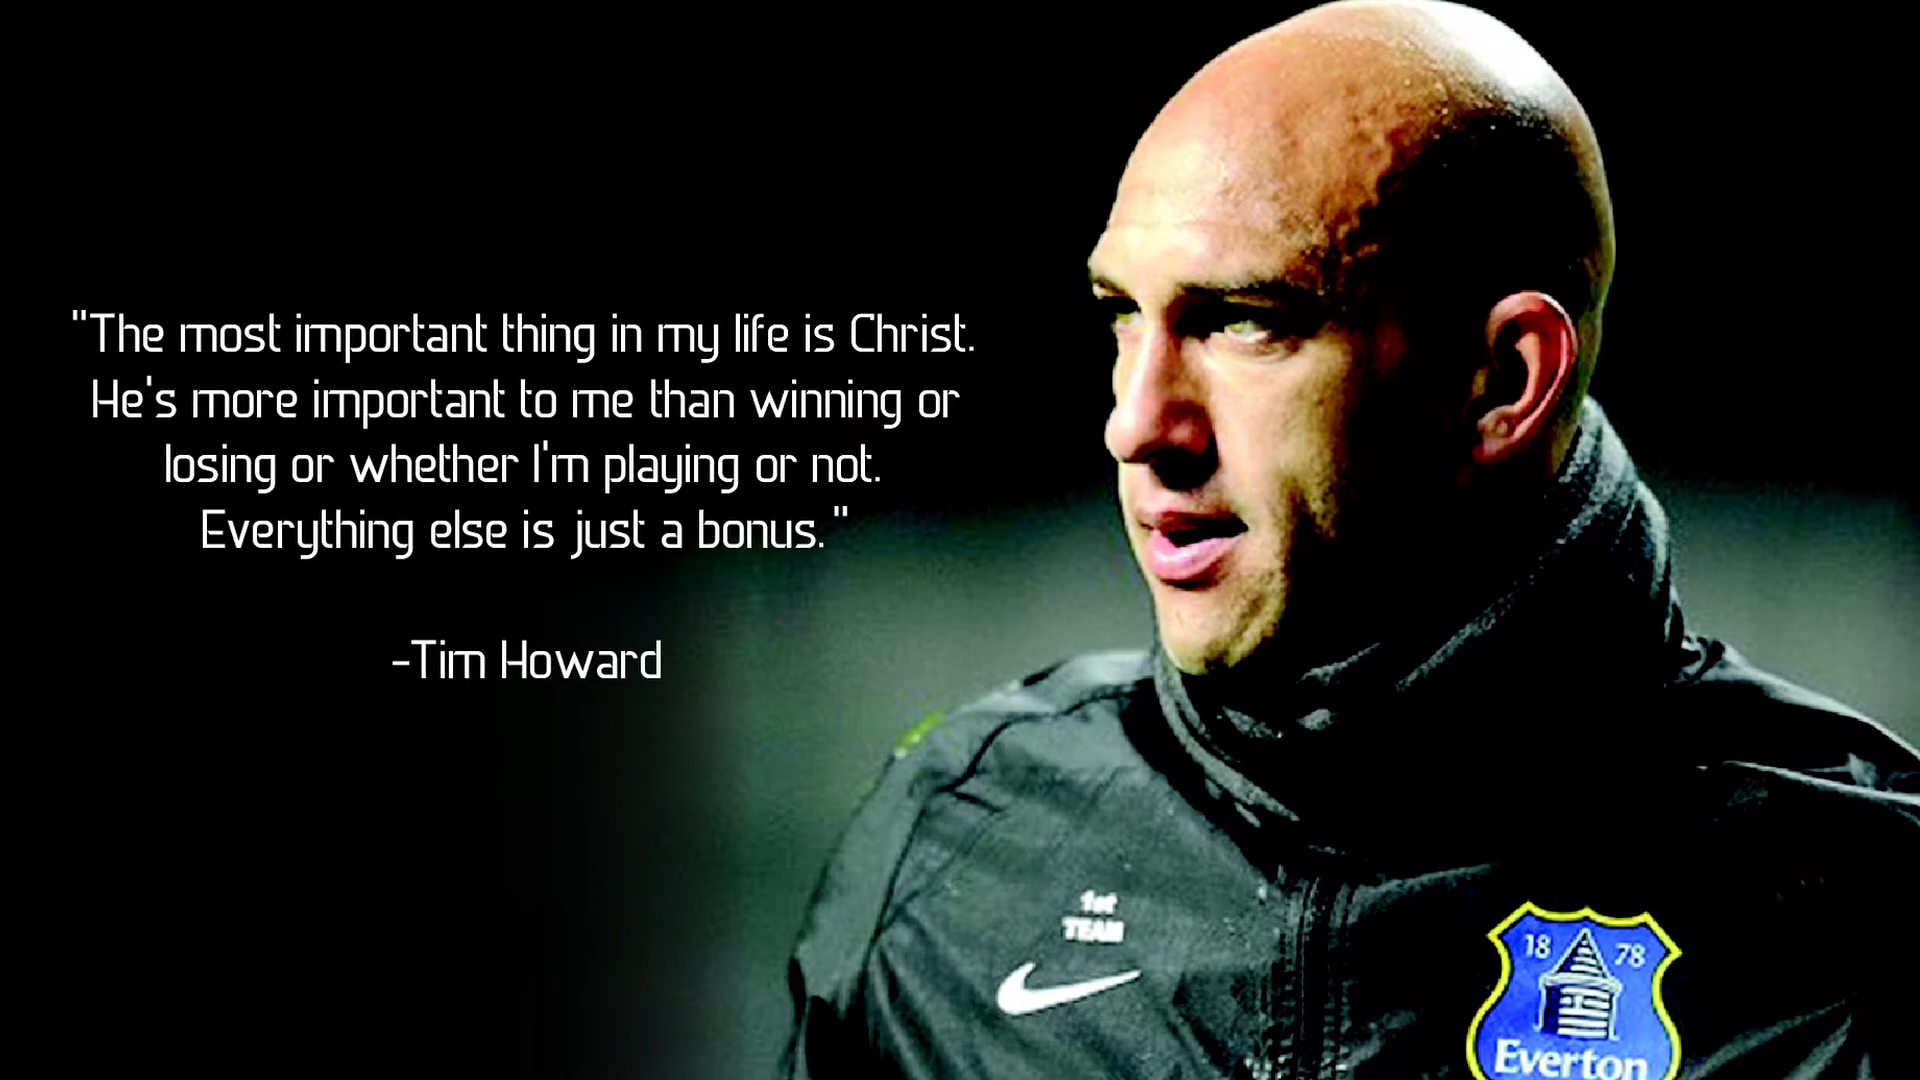 "The most important thing in my life is Christ.
He's more important to me than winning or
losing or whether I'm playing or not.
Everything else is just a bonus."
-Tim Howard
1st
TEAM
18 78
Everton